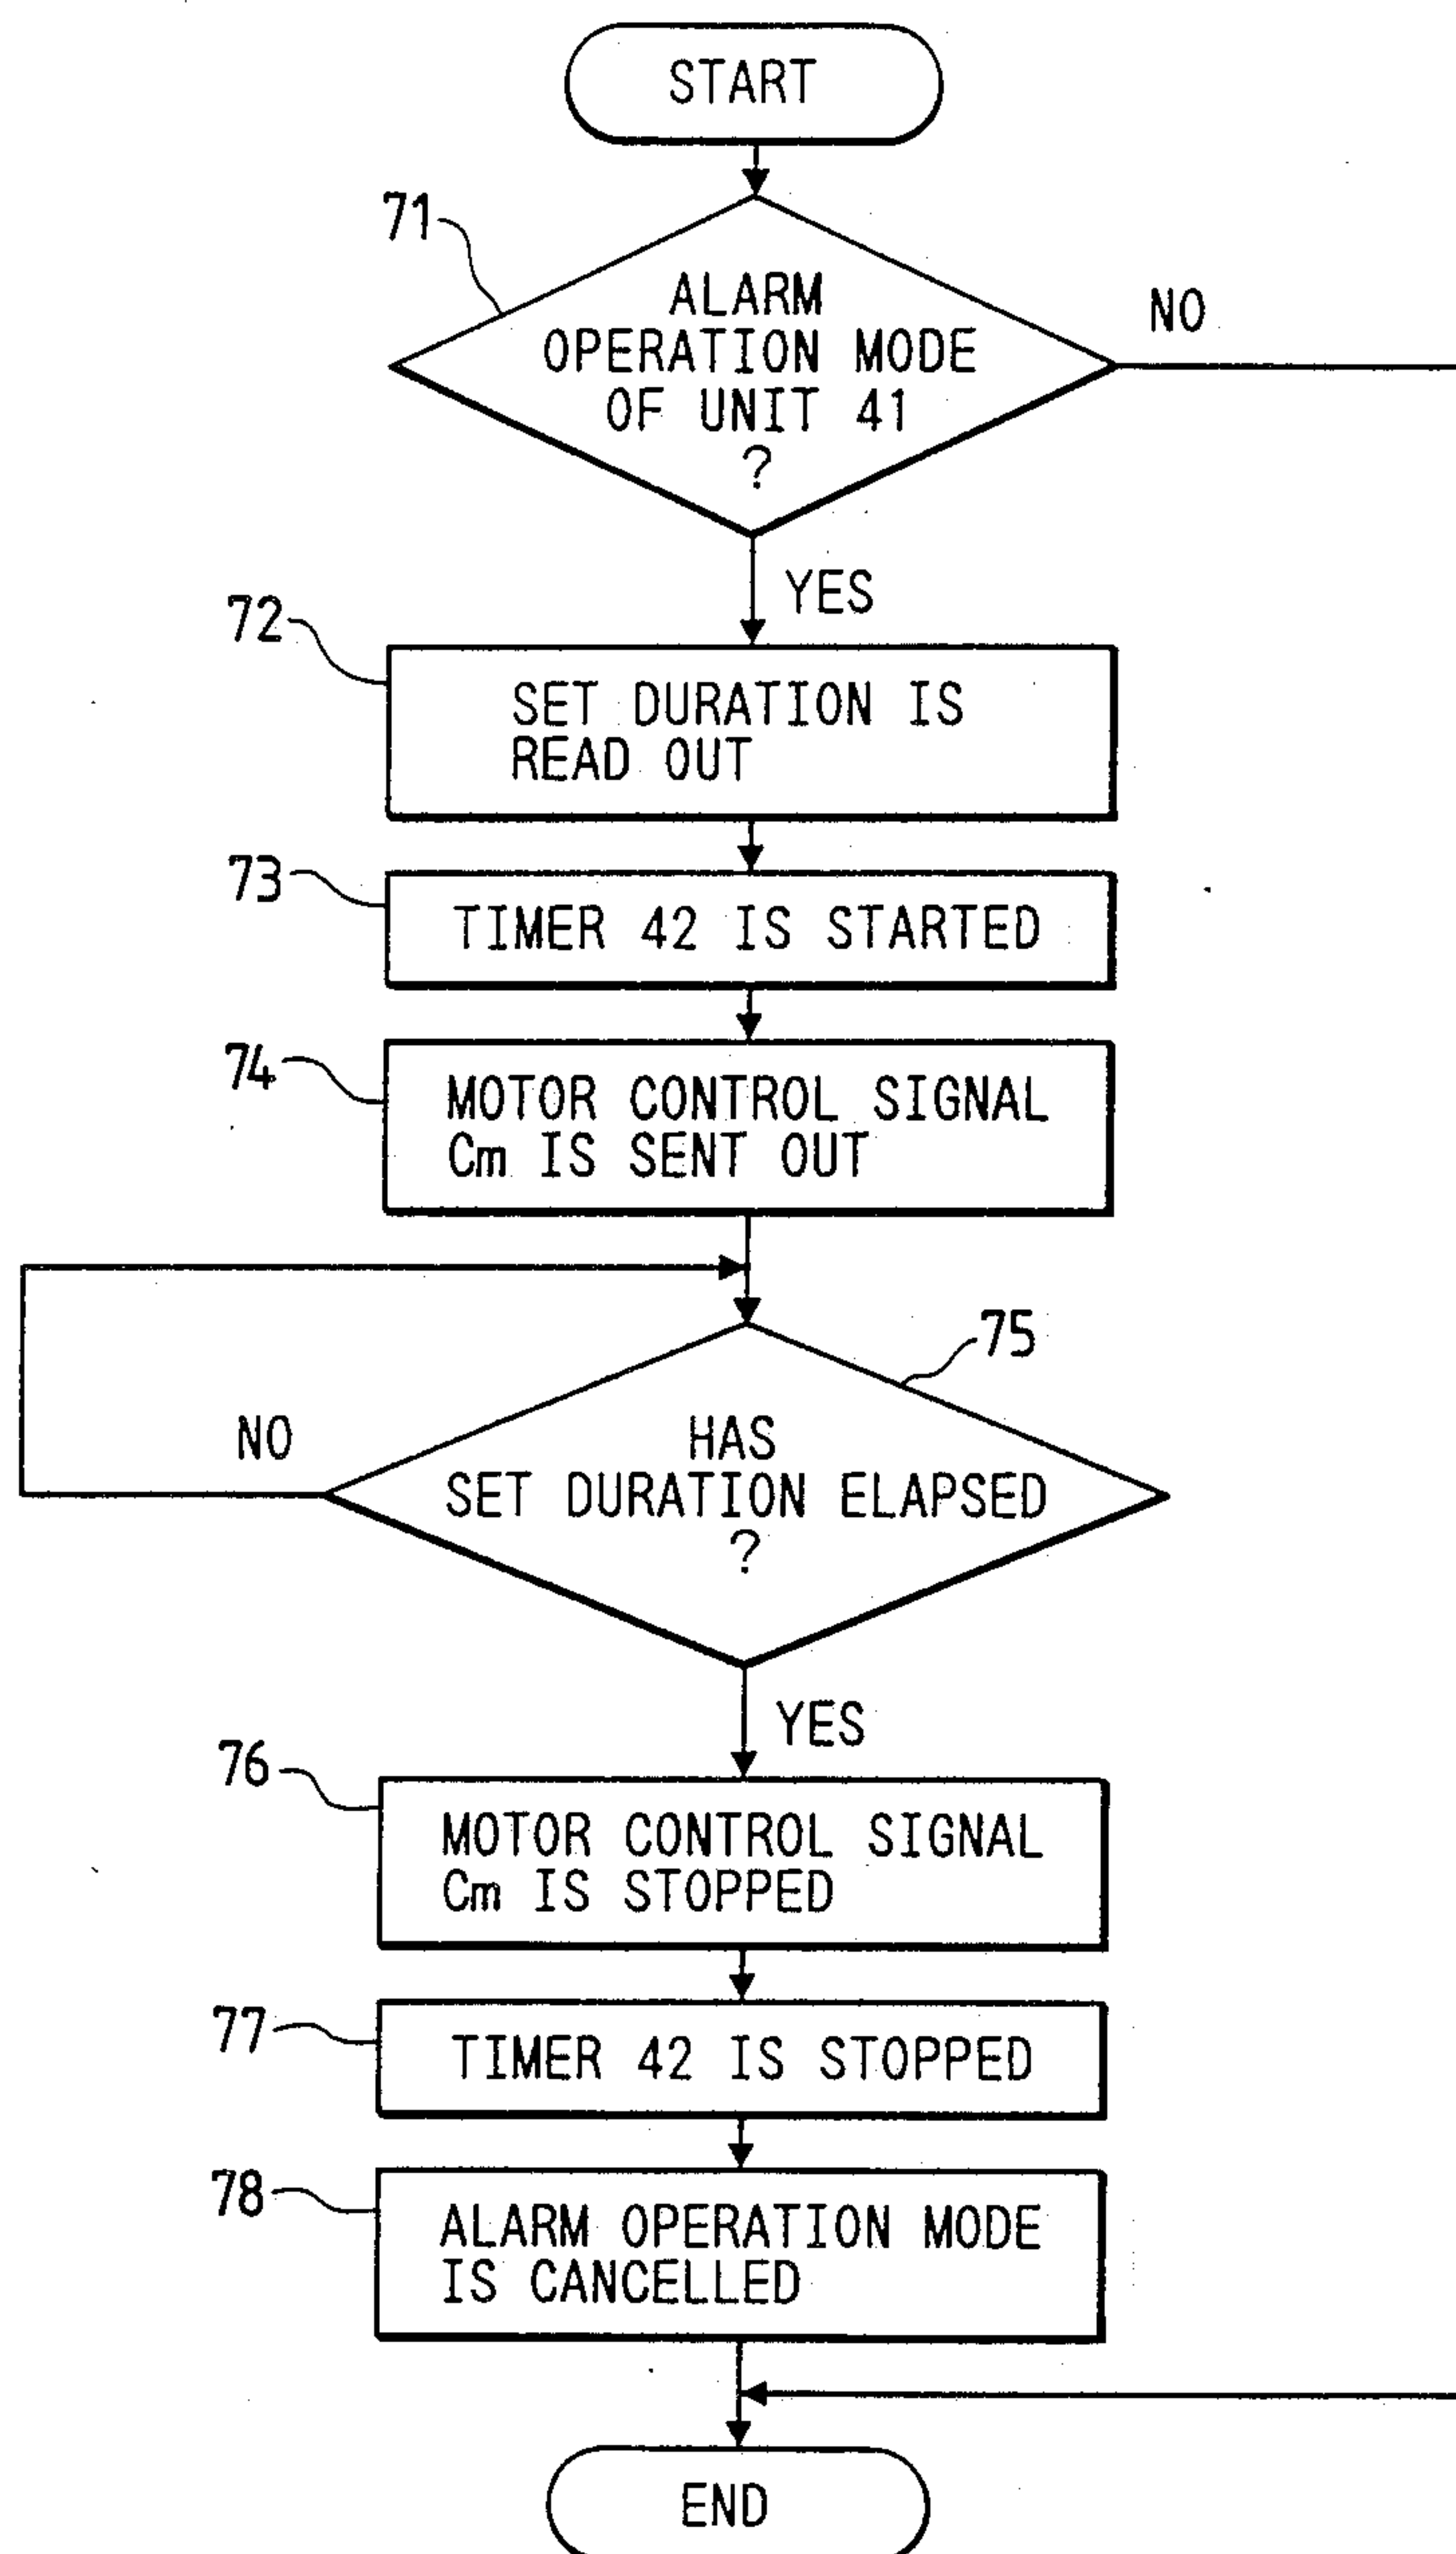 START
71
ALARM
OPERATION MODE
OF UNIT 41
?
NO
YES
72
SET DURATION IS
READ OUT
73
TIMER 42 IS STARTED
74
MOTOR CONTROL SIGNAL
Cm IS SENT OUT
75
HAS
SET DURATION ELAPSED
?
NO
YES
76
MOTOR CONTROL SIGNAL
Cm IS STOPPED
77
TIMER 42 IS STOPPED
78
ALARM OPERATION MODE
IS CANCELLED
END